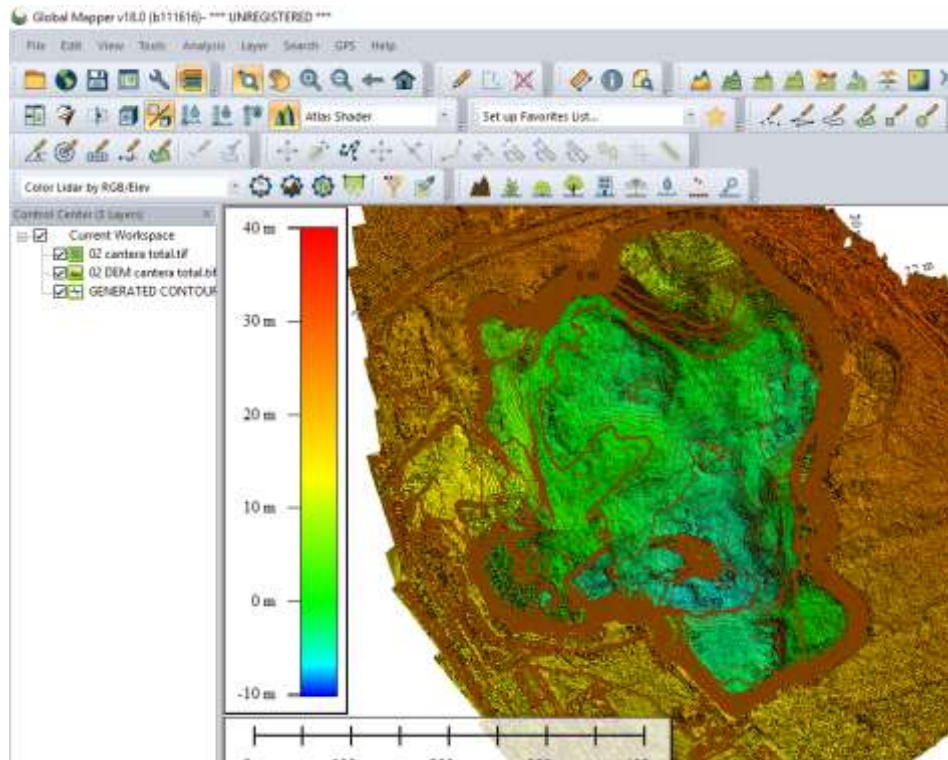 Global Mapper v18.0 (b111616)- *** UNREGISTERED ***
File Edit View Tools Analysis Layer Search GPS Help
Atlas Shader
Set up Favorites List...
Color Lidar by RGB/Elev
Control Center (3 Layers)
Current Workspace
02 cantera total.tif
02 DEM cantera total.tif
GENERATED CONTOUR
40 m
30 m
20 m
10 m
0 m
-10 m